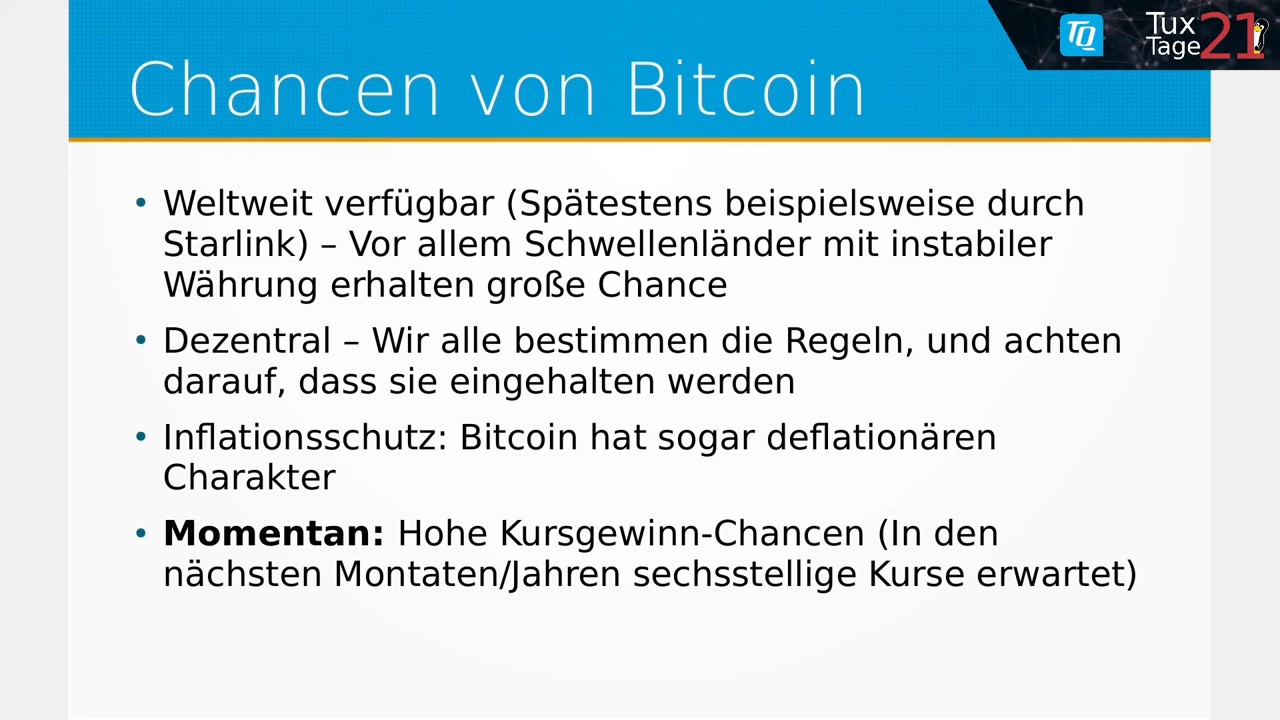 Chancen von Bitcoin
TQ
Tux
Tage
21
• Weltweit verfügbar (Spätestens beispielsweise durch
Starlink) – Vor allem Schwellenländer mit instabiler
Währung erhalten große Chance
• Dezentral – Wir alle bestimmen die Regeln, und achten
darauf, dass sie eingehalten werden
• Inflationsschutz: Bitcoin hat sogar deflationären
Charakter
• Momentan: Hohe Kursgewinn-Chancen (In den
nächsten Montaten/Jahren sechsstellige Kurse erwartet)